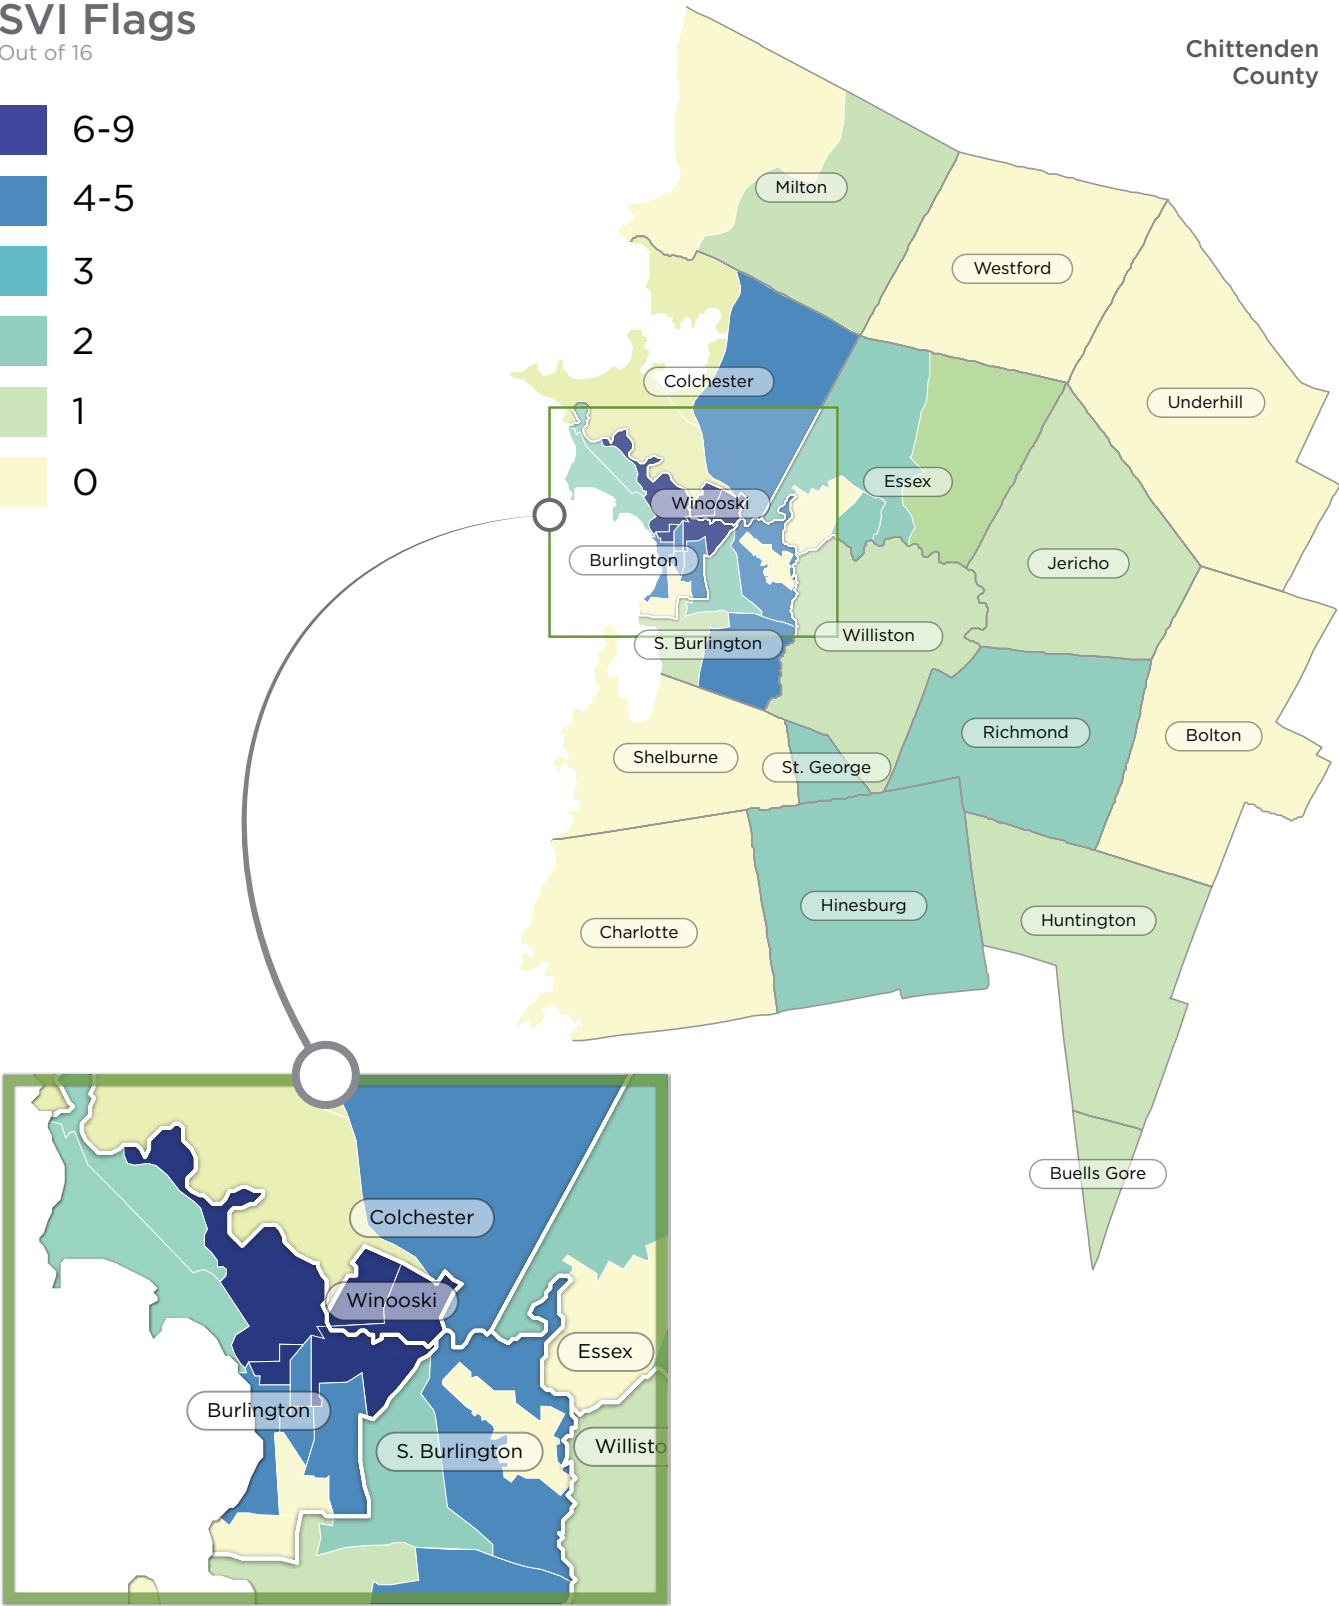 SVI Flags
Out of 16
Chittenden
County
6-9
4-5
3
2
1
0
Milton
Westford
Underhill
Colchester
Essex
Winooski
Burlington
Jericho
Williston
S. Burlington
Richmond
Bolton
Shelburne
St. George
Hinesburg
Huntington
Charlotte
Buells Gore
Colchester
Winooski
Essex
Burlington
S. Burlington
Willisto